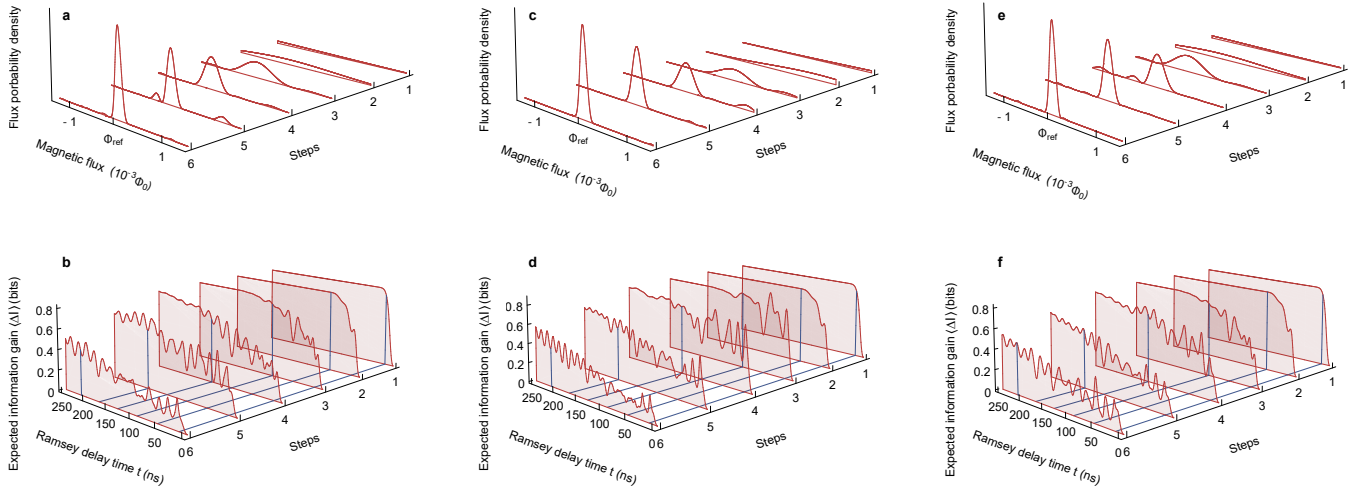 a
Flux porbability density
- 1
Φref
1
Magnetic flux (10-3Φ0)
6
5
4
3
2
1
Steps
c
Flux porbability density
- 1
Φref
1
Magnetic flux (10-3Φ0)
6
5
4
3
2
1
Steps
e
Flux porbability density
- 1
Φref
1
Magnetic flux (10-3Φ0)
6
5
4
3
2
1
Steps
b
Expected information gain ⟨ΔI⟩ (bits)
0.8
0.6
0.4
0.2
0
250
200
150
100
50
0
Ramsey delay time t (ns)
6
5
4
3
2
1
Steps
d
Expected information gain ⟨ΔI⟩ (bits)
0.8
0.6
0.4
0.2
0
250
200
150
100
50
0
Ramsey delay time t (ns)
6
5
4
3
2
1
Steps
f
Expected information gain ⟨ΔI⟩ (bits)
0.8
0.6
0.4
0.2
0
250
200
150
100
50
0
Ramsey delay time t (ns)
6
5
4
3
2
1
Steps